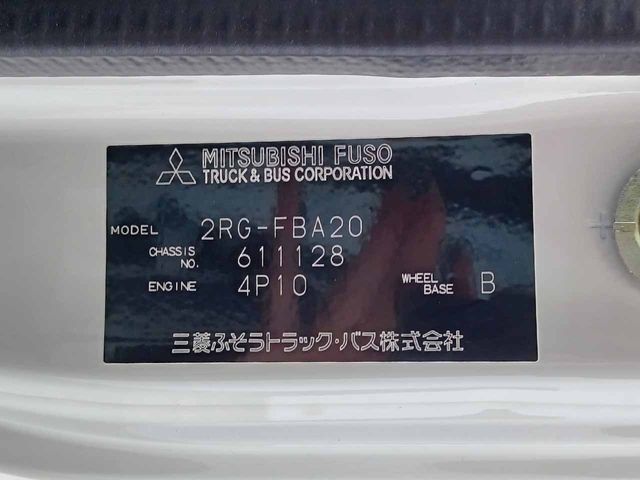 MITSUBISHI FUSO
TRUCK & BUS CORPORATION
MODEL 2RG-FBA20
CHASSIS NO. 611128
ENGINE 4P10 WHEEL BASE B
三菱ふそうトラック・バス株式会社